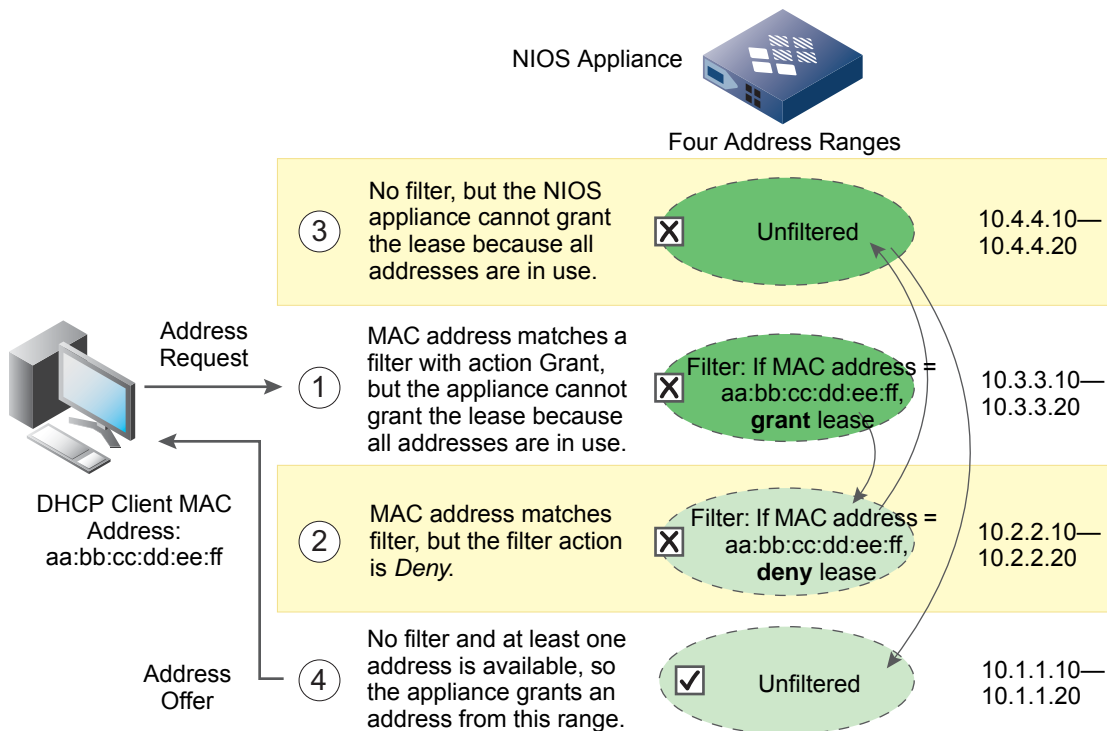 NIOS Appliance
Four Address Ranges
3
No filter, but the NIOS
appliance cannot grant
the lease because all
addresses are in use.
Unfiltered
10.4.4.10—
10.4.4.20
Address
Request
1
MAC address matches a
filter with action Grant,
but the appliance cannot
grant the lease because
all addresses are in use.
Filter: If MAC address =
aa:bb:cc:dd:ee:ff,
grant lease
10.3.3.10—
10.3.3.20
DHCP Client MAC
Address:
aa:bb:cc:dd:ee:ff
2
MAC address matches
filter, but the filter action
is Deny.
Filter: If MAC address =
aa:bb:cc:dd:ee:ff,
deny lease
10.2.2.10—
10.2.2.20
Address
Offer
4
No filter and at least one
address is available, so
the appliance grants an
address from this range.
Unfiltered
10.1.1.10—
10.1.1.20